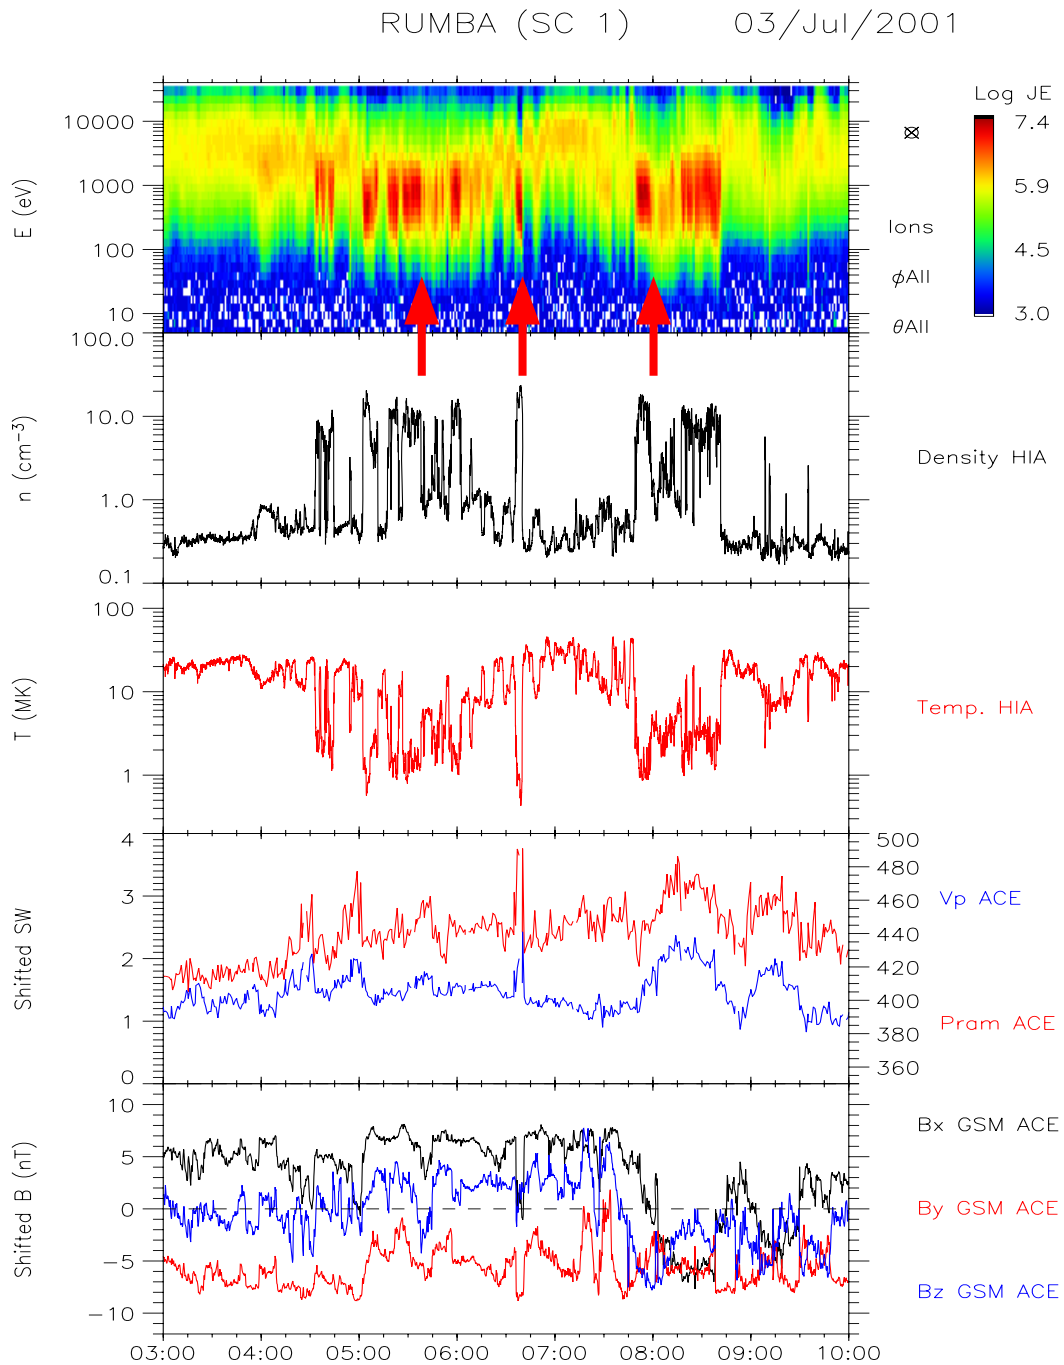 RUMBA (SC 1) 03/Jul/2001
Log JE
7.4
5.9
4.5
3.0
E (eV)
10000
1000
100
10
Ions
φAll
θAll
n (cm⁻³)
100.0
10.0
1.0
0.1
Density HIA
T (MK)
100
10
1
Temp. HIA
Shifted SW
4
3
2
1
0
500
480
460
440
420
400
380
360
Vp ACE
Pram ACE
Shifted B (nT)
10
5
0
−5
−10
Bx GSM ACE
By GSM ACE
Bz GSM ACE
03:00 04:00 05:00 06:00 07:00 08:00 09:00 10:00